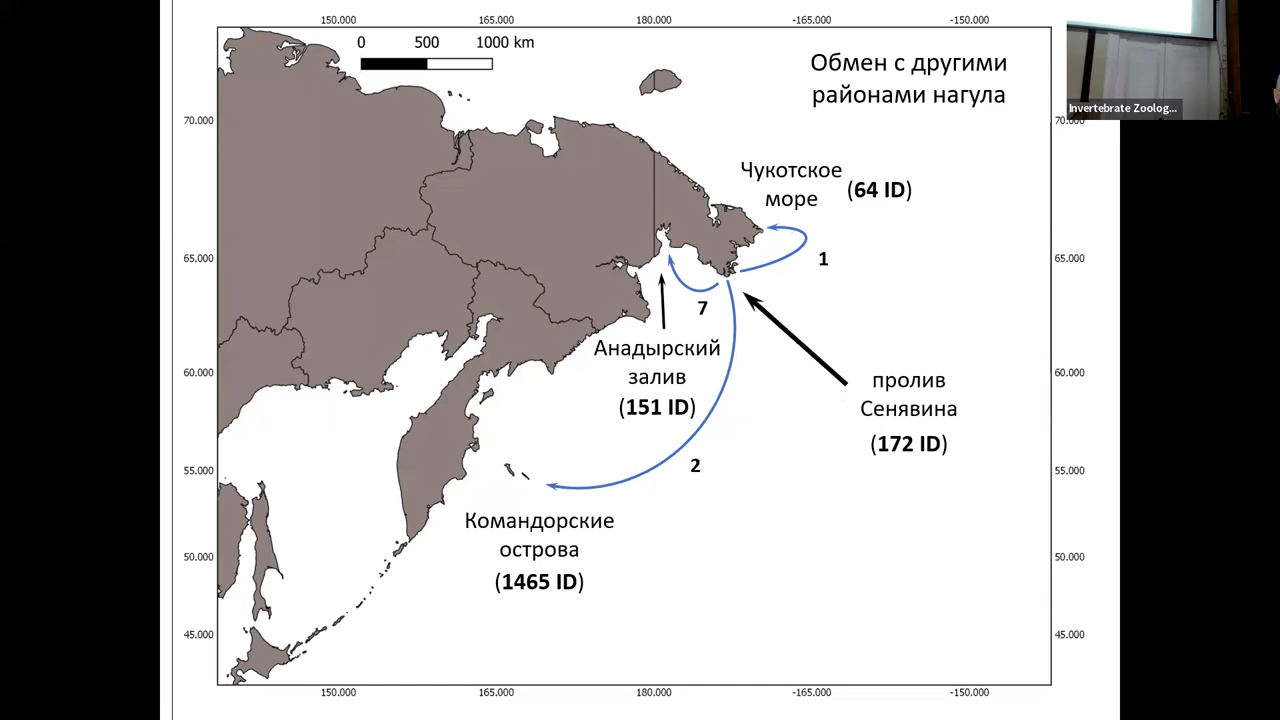 150.000 165.000 180.000 -165.000 -150.000
0 500 1000 km
Обмен с другими
районами нагула
Invertebrate Zoolog...
70.000 70.000
Чукотское
море
(64 ID)
65.000 65.000
1
7
Анадырский
залив
(151 ID)
60.000 60.000
пролив
Сенявина
(172 ID)
55.000 55.000
2
Командорские
острова
(1465 ID)
50.000 50.000
45.000 45.000
150.000 165.000 180.000 -165.000 -150.000